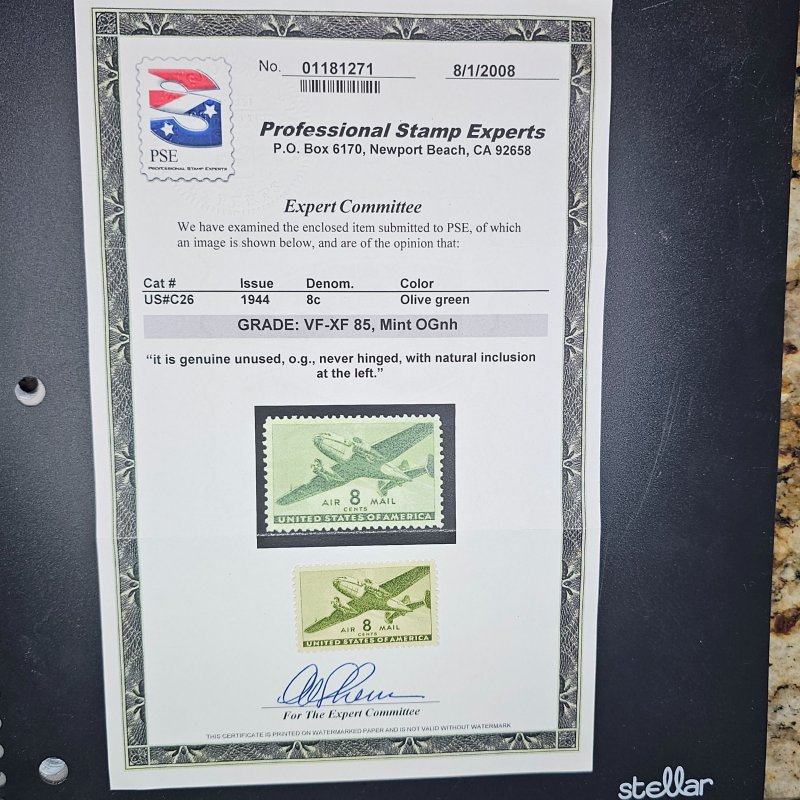 No. 01181271 8/1/2008
PSE
PROFESSIONAL STAMP EXPERTS
Professional Stamp Experts
P.O. Box 6170, Newport Beach, CA 92658
Expert Committee
We have examined the enclosed item submitted to PSE, of which
an image is shown below, and are of the opinion that:
Cat # Issue Denom. Color
US#C26 1944 8c Olive green
GRADE: VF-XF 85, Mint OGnh
“it is genuine unused, o.g., never hinged, with natural inclusion
at the left.”
AIR 8 MAIL
CENTS
UNITED STATES OF AMERICA
AIR 8 MAIL
CENTS
UNITED STATES OF AMERICA
For The Expert Committee
THIS CERTIFICATE IS PRINTED ON WATERMARKED PAPER AND IS NOT VALID WITHOUT WATERMARK
stellar